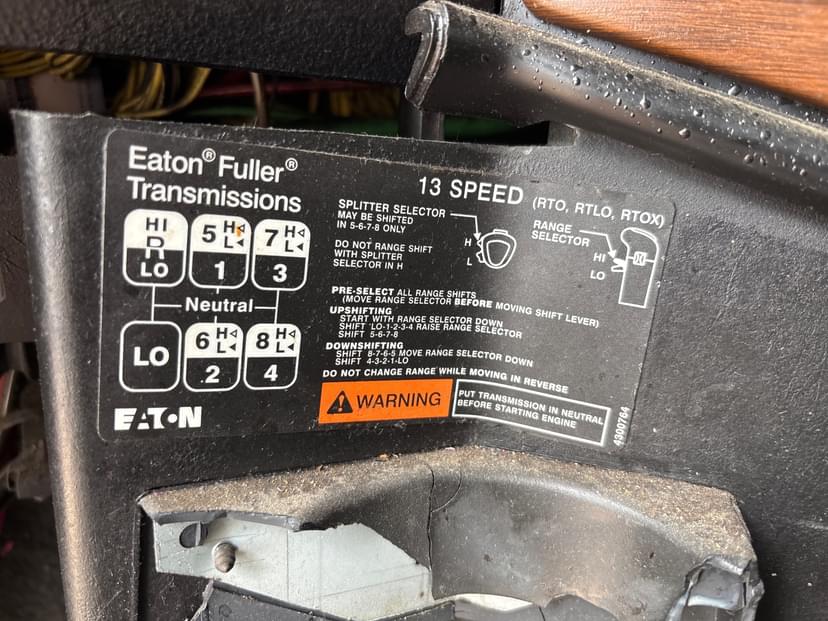 Eaton® Fuller®
Transmissions
13 SPEED (RTO, RTLO, RTOX)
HI
R
LO
5 H L
1
7 H L
3
Neutral
LO
6 H L
2
8 H L
4
EATON
SPLITTER SELECTOR
MAY BE SHIFTED
IN 5-6-7-8 ONLY
DO NOT RANGE SHIFT
WITH SPLITTER
SELECTOR IN H
H
L
RANGE
SELECTOR
HI
LO
PRE-SELECT ALL RANGE SHIFTS
(MOVE RANGE SELECTOR BEFORE MOVING SHIFT LEVER)
UPSHIFTING
START WITH RANGE SELECTOR DOWN
SHIFT LO-1-2-3-4 RAISE RANGE SELECTOR
SHIFT 5-6-7-8
DOWNSHIFTING
SHIFT 8-7-6-5 MOVE RANGE SELECTOR DOWN
SHIFT 4-3-2-1-LO
DO NOT CHANGE RANGE WHILE MOVING IN REVERSE
WARNING
PUT TRANSMISSION IN NEUTRAL
BEFORE STARTING ENGINE
4300764